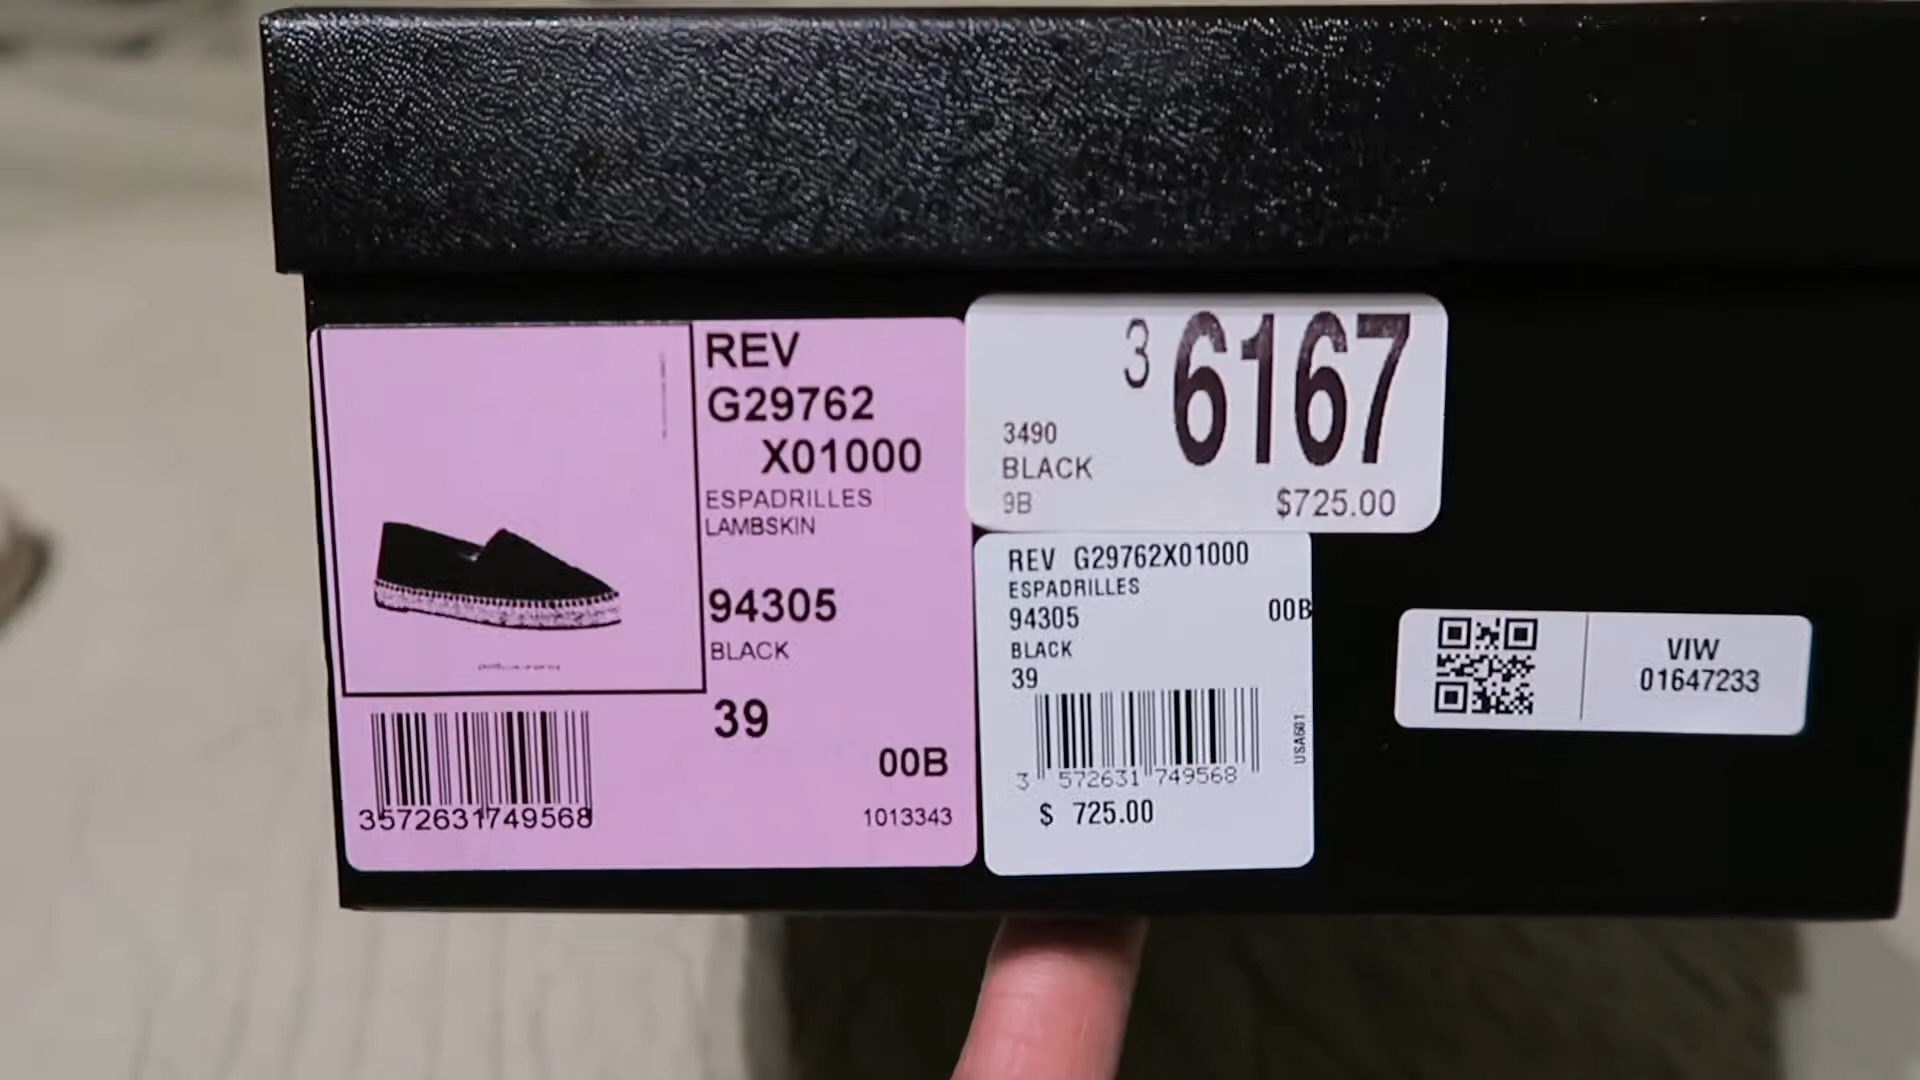 REV
G29762
X01000
ESPADRILLES
LAMBSKIN
94305
BLACK
39
00B
3572631749568
1013343
3 6167
3490
BLACK
9B
$725.00
REV G29762X01000
ESPADRILLES
94305 00B
BLACK
39
USA601
3 572631 749568
$ 725.00
VIW
01647233